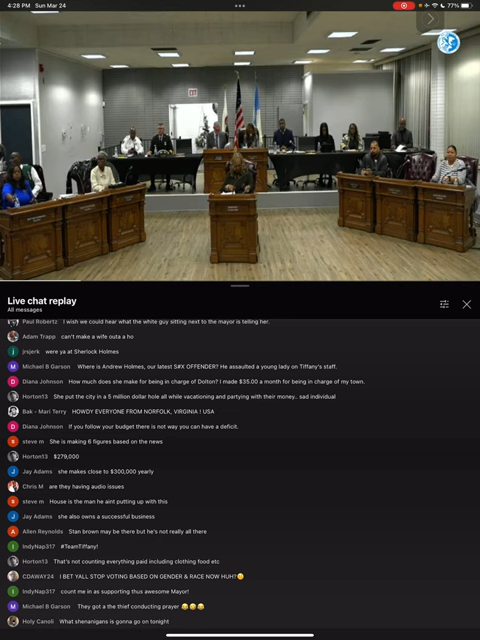 4:28 PM Sun Mar 24
77%
EXIT
Live chat replay
All messages
Paul Robertz I wish we could hear what the white guy sitting next to the mayor is telling her.
Adam Trapp can't make a wife outa a ho
jrsjerk were ya at Sherlock Holmes
M Michael B Garson Where is Andrew Holmes, our latest S#X OFFENDER? He assaulted a young lady on Tiffany's staff.
D Diana Johnson How much does she make for being in charge of Dolton? I made $35.00 a month for being in charge of my town.
Horton13 She put the city in a 5 million dollar hole all while vacationing and partying with their money.. sad individual
Bak - Mari Terry HOWDY EVERYONE FROM NORFOLK, VIRGINIA ! USA
D Diana Johnson If you follow your budget there is not way you can have a deficit.
s steve m She is making 6 figures based on the news
Horton13 $279,000
J Jay Adams she makes close to $300,000 yearly
Chris M are they having audio issues
s steve m House is the man he aint putting up with this
J Jay Adams she also owns a successful business
A Allen Reynolds Stan brown may be there but he's not really all there
I IndyNap317 #TeamTiffany!
Horton13 That's not counting everything paid including clothing food etc
CDAWAY24 I BET YALL STOP VOTING BASED ON GENDER & RACE NOW HUH?😕
I IndyNap317 count me in as supporting thus awesome Mayor!
M Michael B Garson They got a the thief conducting prayer 😂🤣😂
Holy Canoli What shenanigans is gonna go on tonight